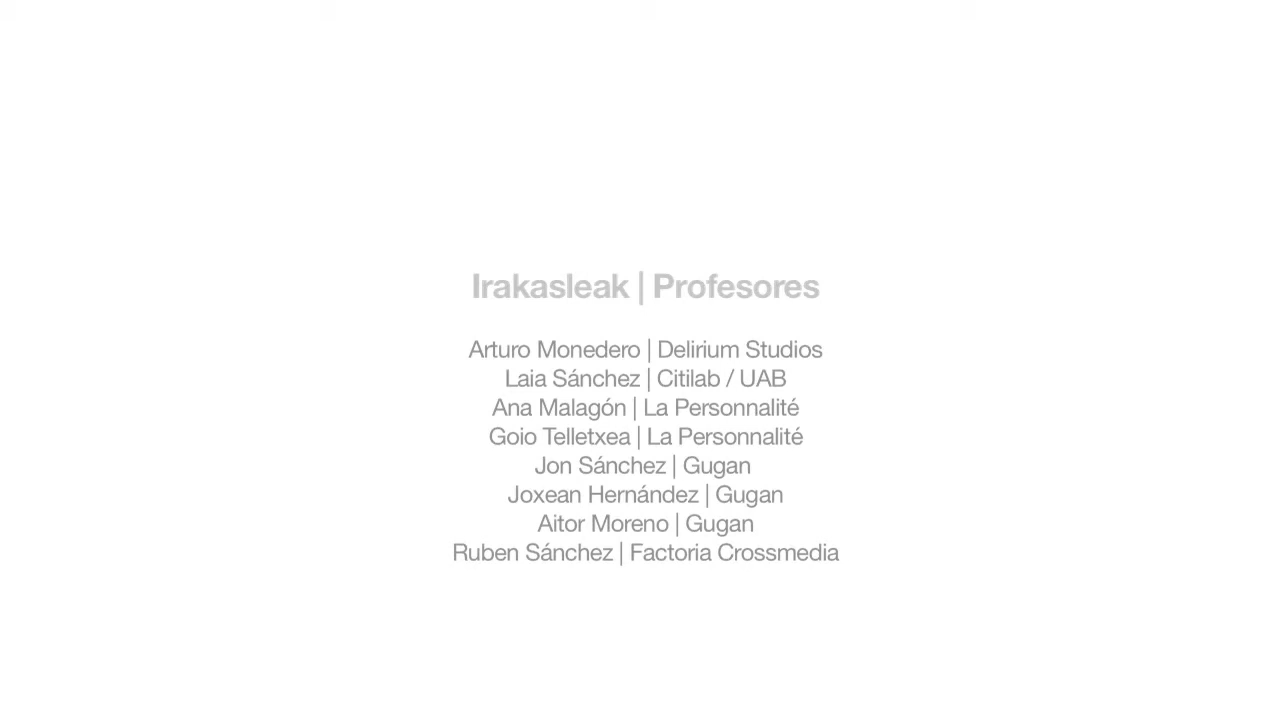 Irakasleak | Profesores
Arturo Monedero | Delirium Studios
Laia Sánchez | Citilab / UAB
Ana Malagón | La Personnalité
Goio Telletxea | La Personnalité
Jon Sánchez | Gugan
Joxean Hernández | Gugan
Aitor Moreno | Gugan
Ruben Sánchez | Factoria Crossmedia